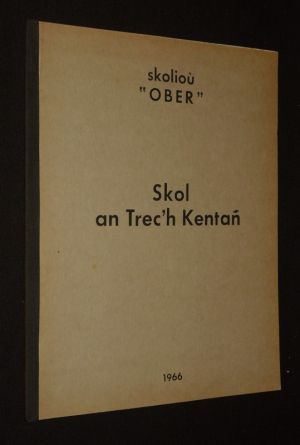 skolioù
"OBER"
Skol
an Trec'h Kentañ
1966